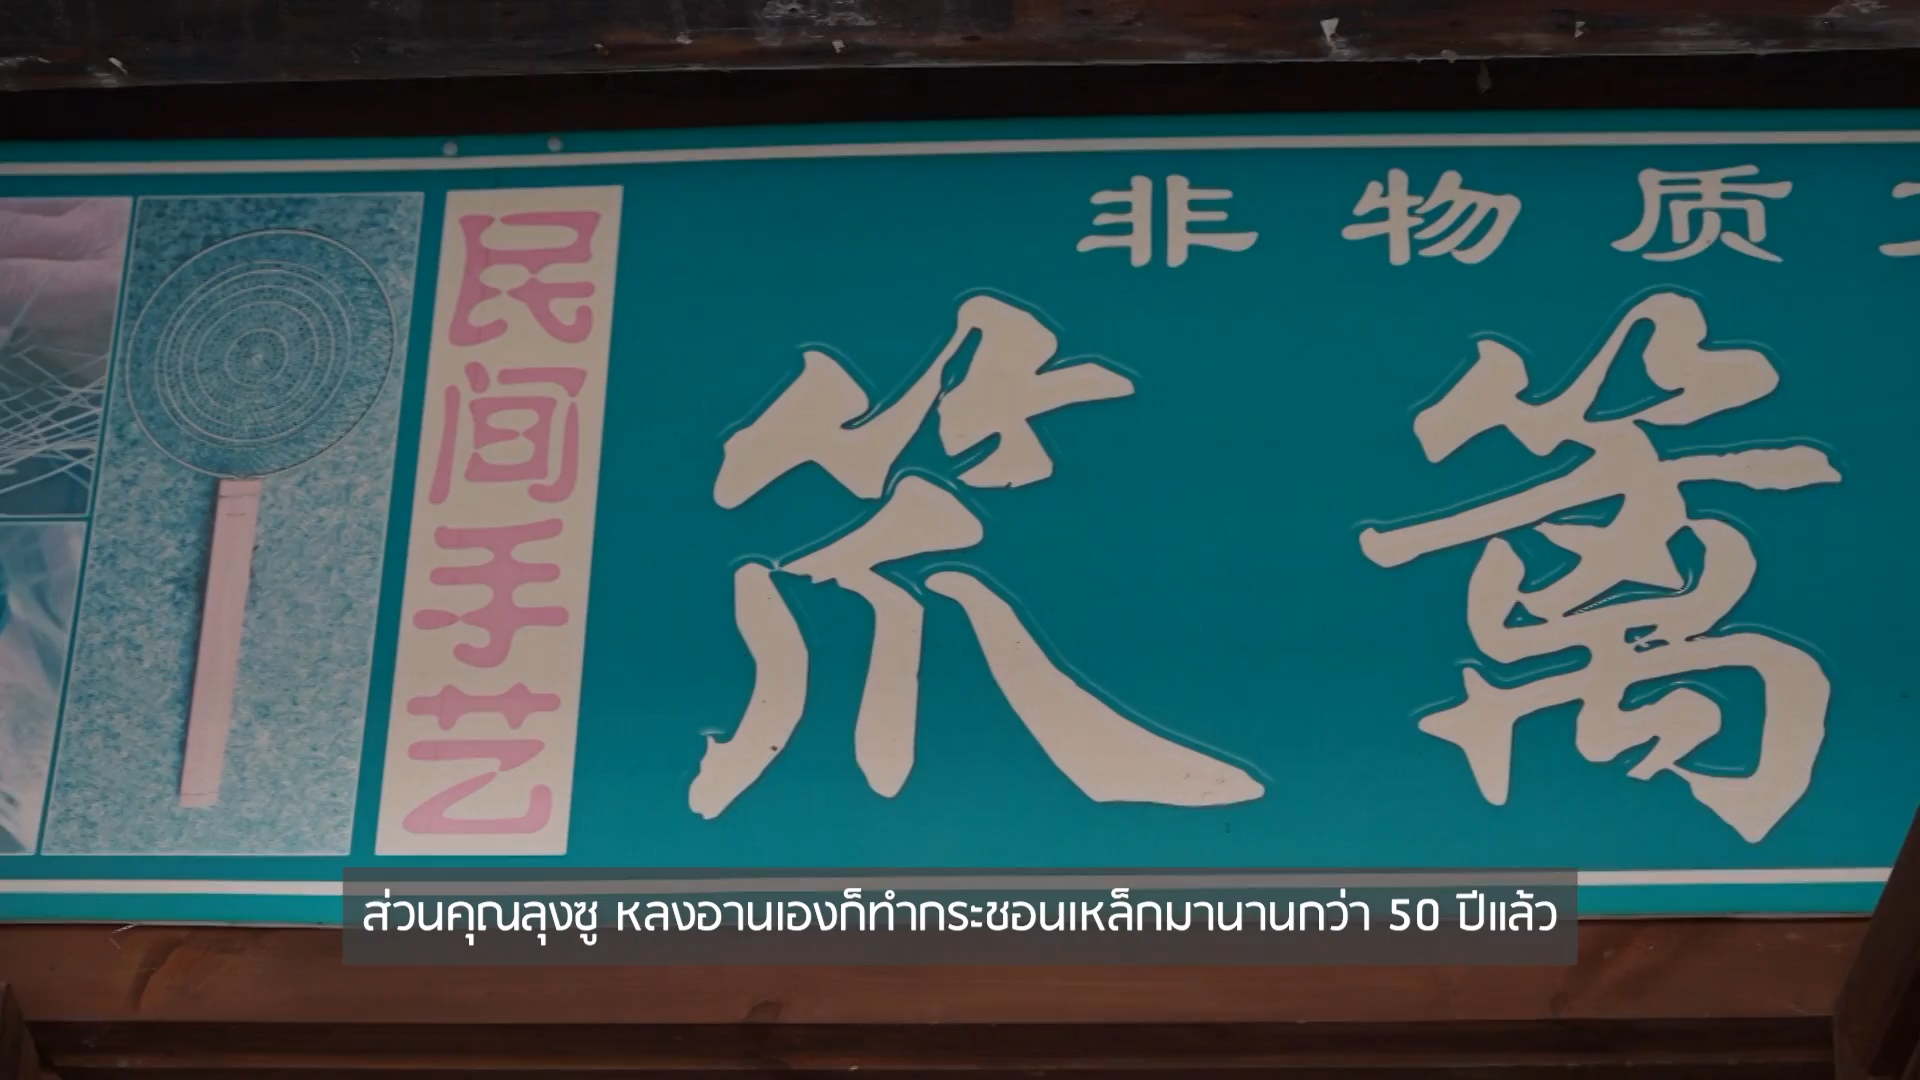 民间手艺
非物质
笊篱
ส่วนคุณลุงซู หลงอานเองก็ทำกระชอนเหล็กมานานกว่า 50 ปีแล้ว